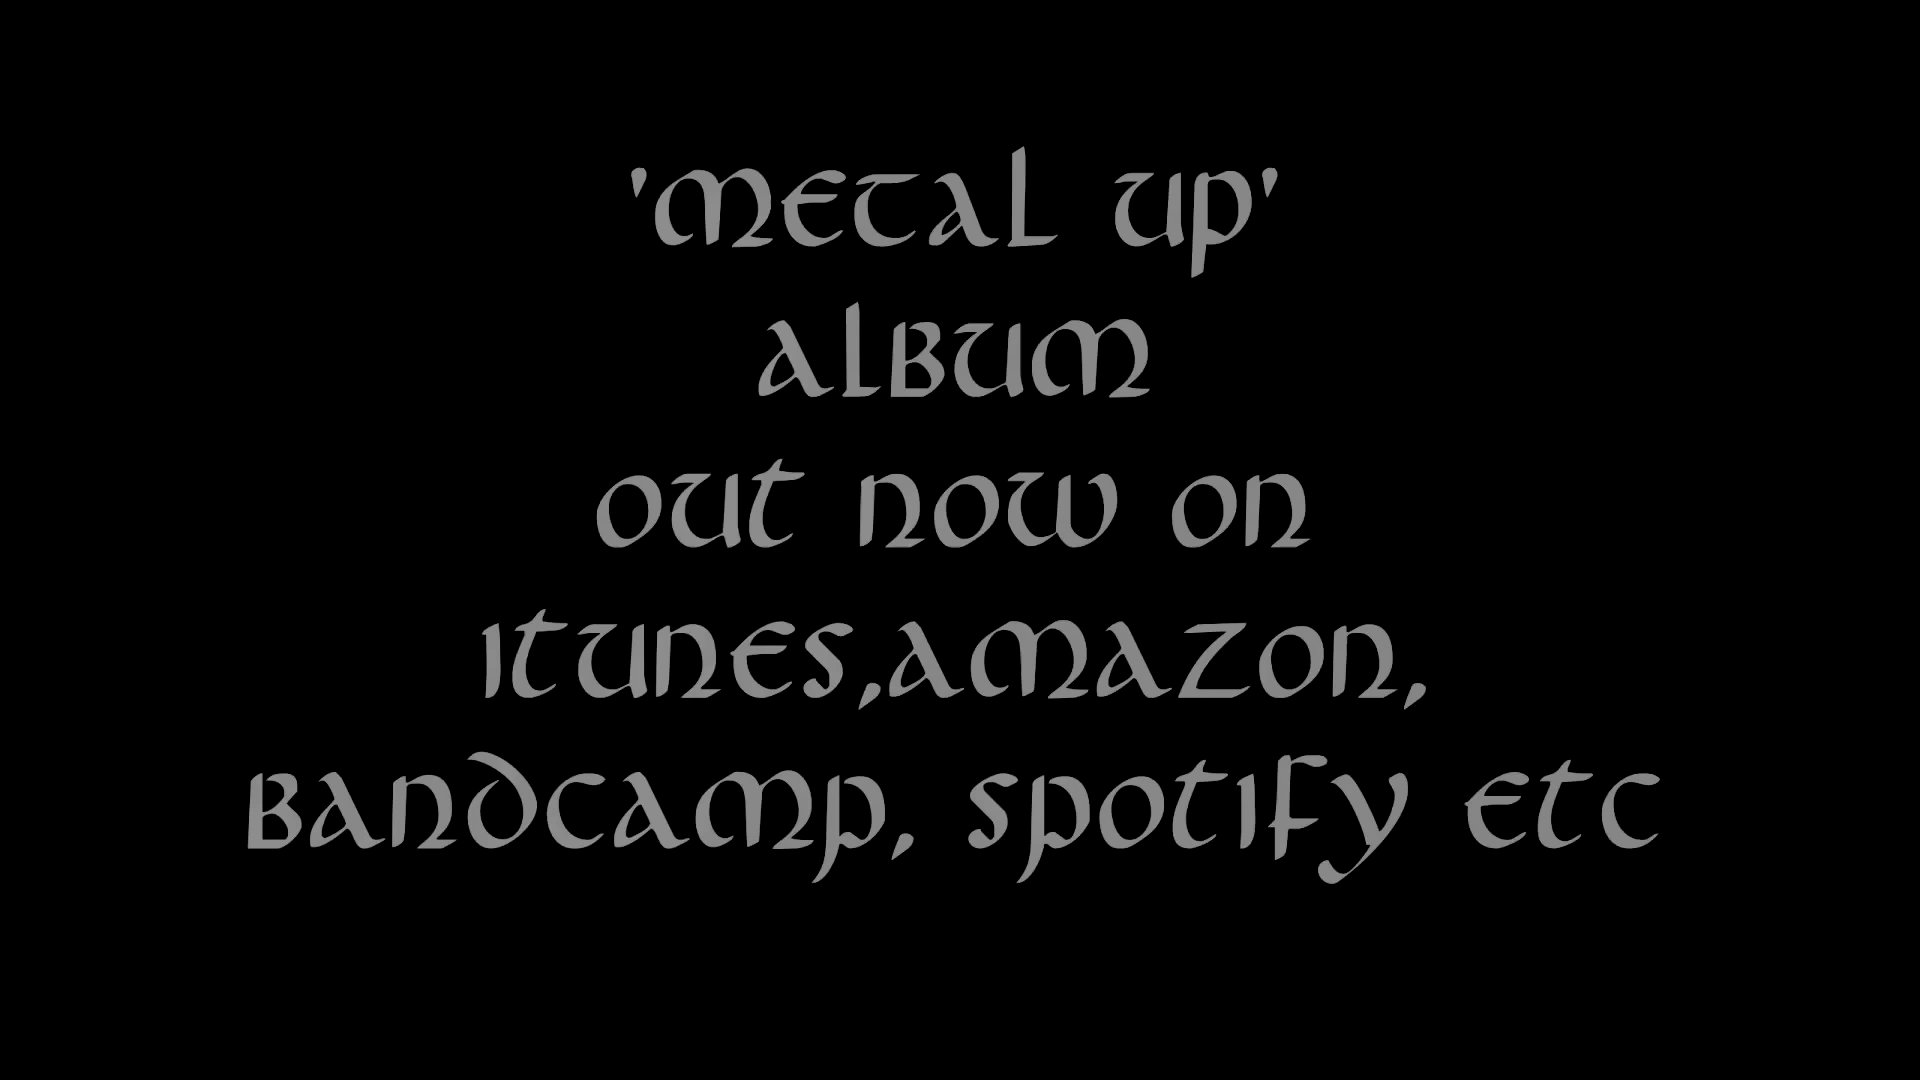 'Metal Up'
Album
out now on
itunes,amazon,
bandcamp, spotify etc